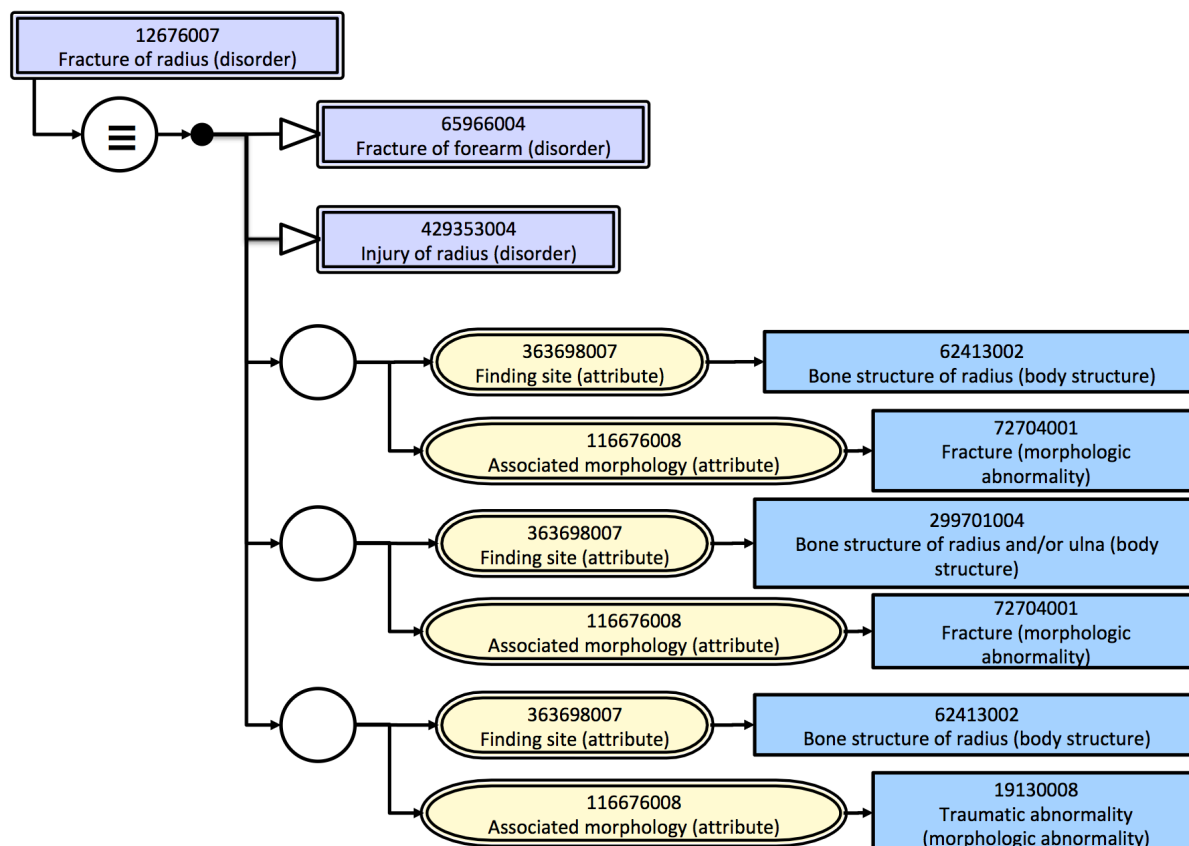 12676007
Fracture of radius (disorder)
65966004
Fracture of forearm (disorder)
429353004
Injury of radius (disorder)
363698007
Finding site (attribute)
62413002
Bone structure of radius (body structure)
116676008
Associated morphology (attribute)
72704001
Fracture (morphologic
abnormality)
363698007
Finding site (attribute)
299701004
Bone structure of radius and/or ulna (body
structure)
116676008
Associated morphology (attribute)
72704001
Fracture (morphologic
abnormality)
363698007
Finding site (attribute)
62413002
Bone structure of radius (body structure)
116676008
Associated morphology (attribute)
19130008
Traumatic abnormality
(morphologic abnormality)